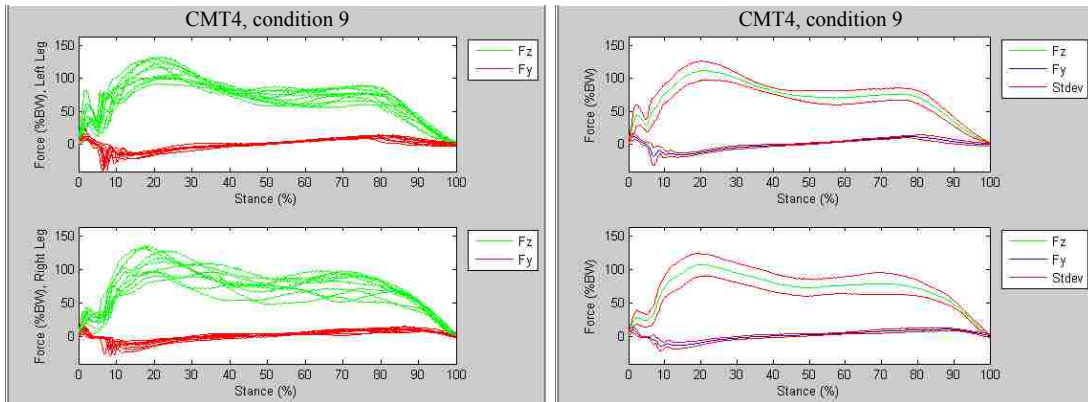 CMT4, condition 9
Force (%BW), Left Leg
150
100
50
0
0 10 20 30 40 50 60 70 80 90 100
Stance (%)
Fz
Fy
Force (%BW), Right Leg
150
100
50
0
0 10 20 30 40 50 60 70 80 90 100
Stance (%)
Fz
Fy
CMT4, condition 9
Force (%BW)
150
100
50
0
0 10 20 30 40 50 60 70 80 90 100
Stance (%)
Fz
Fy
Stdev
Force (%BW)
150
100
50
0
0 10 20 30 40 50 60 70 80 90 100
Stance (%)
Fz
Fy
Stdev